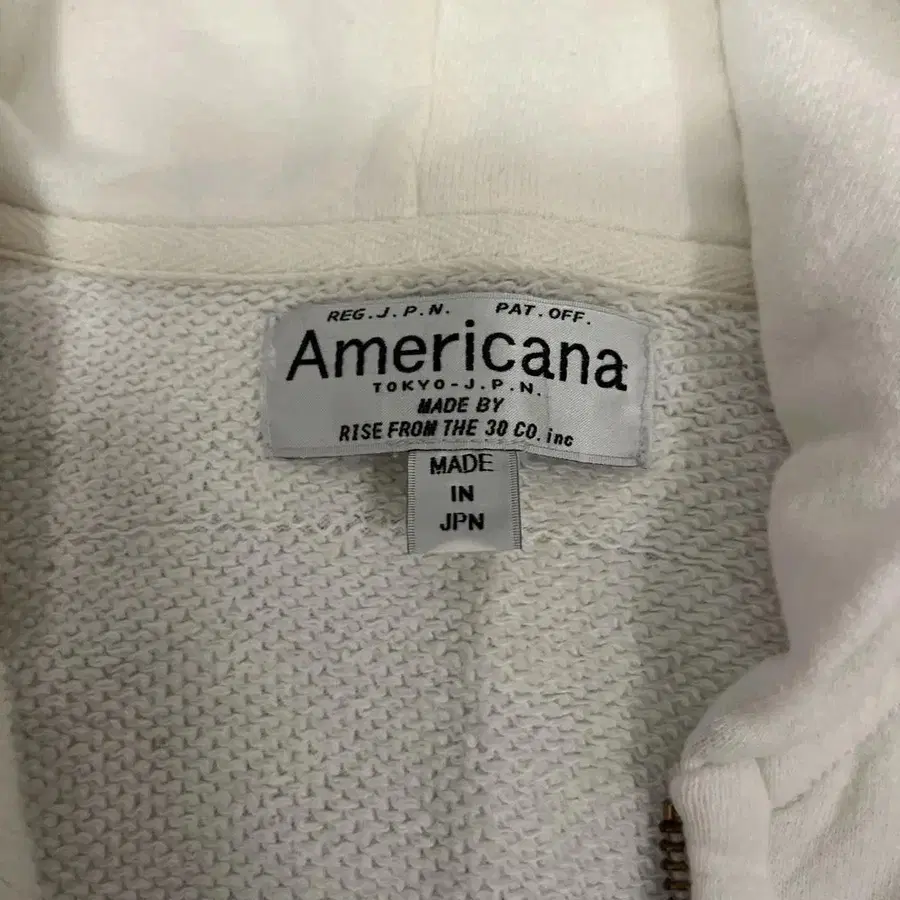 REG.J.P.N. PAT.OFF.
Americana
TOKYO-J.P.N.
MADE BY
RISE FROM THE 30 CO. inc
MADE
IN
JPN